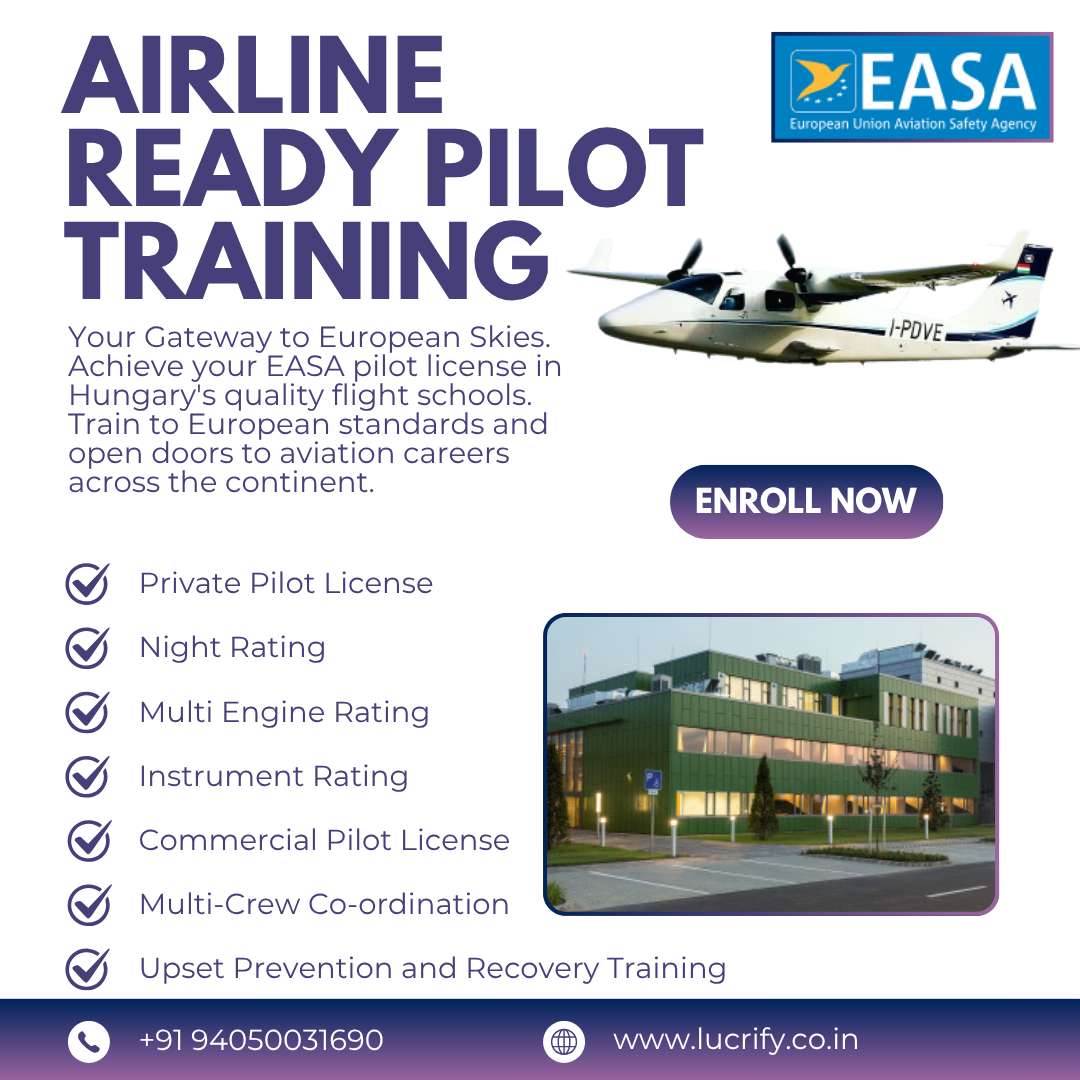 AIRLINE
READY PILOT
TRAINING
EASA
European Union Aviation Safety Agency
I-PDVE
Your Gateway to European Skies.
Achieve your EASA pilot license in
Hungary's quality flight schools.
Train to European standards and
open doors to aviation careers
across the continent.
ENROLL NOW
Private Pilot License
Night Rating
Multi Engine Rating
Instrument Rating
Commercial Pilot License
Multi-Crew Co-ordination
Upset Prevention and Recovery Training
P
+91 94050031690
www.lucrify.co.in